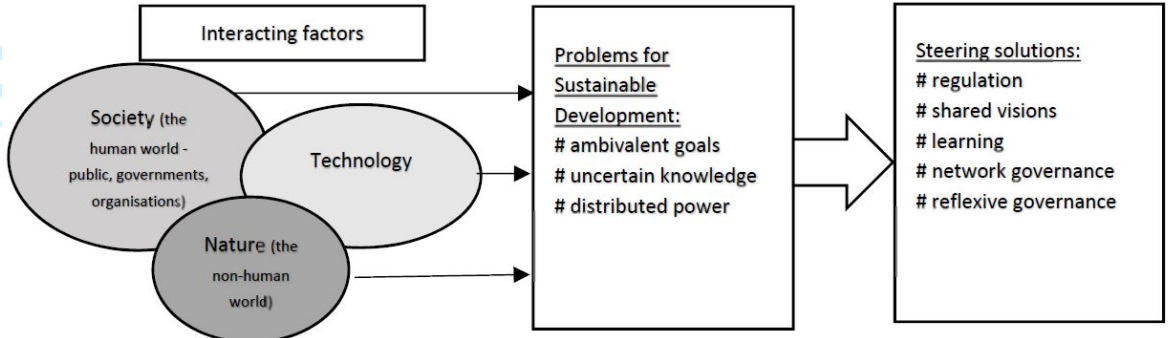 Interacting factors
Society (the
human world -
public, governments,
organisations)
Technology
Nature (the
non-human
world)
Problems for
Sustainable
Development:
# ambivalent goals
# uncertain knowledge
# distributed power
Steering solutions:
# regulation
# shared visions
# learning
# network governance
# reflexive governance